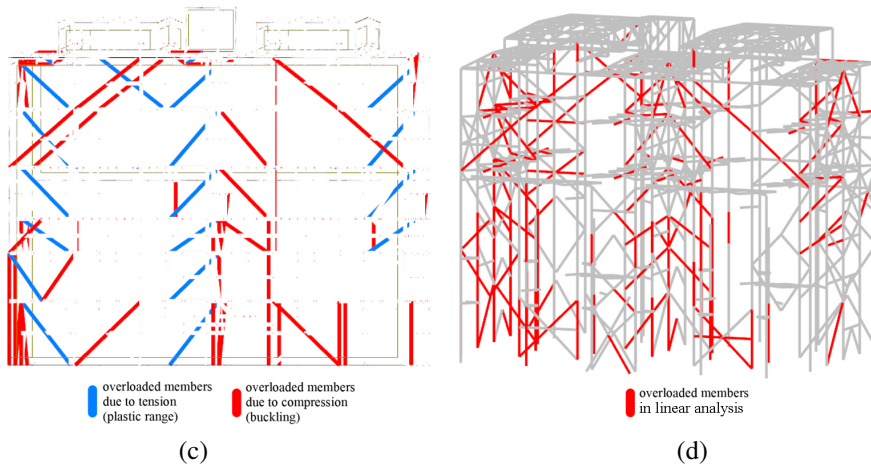 overloaded members
due to tension
(plastic range)
overloaded members
due to compression
(buckling)
overloaded members
in linear analysis
(c)
(d)